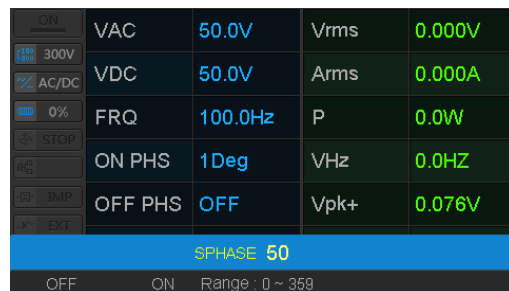 ON
150 300 300V
AC/DC
0%
STOP
IMP
EXT
VAC 50.0V Vrms 0.000V
VDC 50.0V Arms 0.000A
FRQ 100.0Hz P 0.0W
ON PHS 1Deg VHz 0.0HZ
OFF PHS OFF Vpk+ 0.076V
SPHASE 50
OFF ON Range : 0 ~ 359